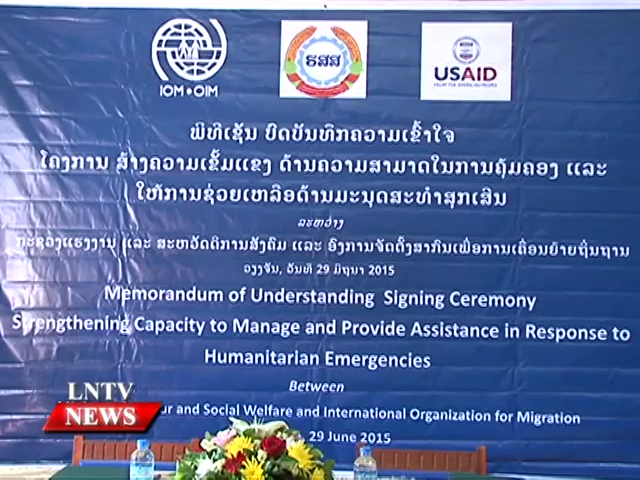 IOM • OIM
ຮສສ
USAID
FROM THE AMERICAN PEOPLE
ພິທີເຊັນ ບົດບັນທຶກຄວາມເຂົ້າໃຈ
ໂຄງການ ສ້າງຄວາມເຂັ້ມແຂງ ດ້ານຄວາມສາມາດໃນການຄຸ້ມຄອງ ແລະ
ໃຫ້ການຊ່ວຍເຫລືອດ້ານມະນຸດສະທຳສຸກເສີນ
ລະຫວ່າງ
ກະຊວງແຮງງານ ແລະ ສະຫວັດດີການສັງຄົມ ແລະ ອົງການຈັດຕັ້ງສາກົນເພື່ອການເຄື່ອນຍ້າຍຖິ່ນຖານ
ວຽງຈັນ, ວັນທີ 29 ມິຖຸນາ 2015
Memorandum of Understanding Signing Ceremony
Strengthening Capacity to Manage and Provide Assistance in Response to
Humanitarian Emergencies
Between
and Social Welfare and International Organization for Migration
, 29 June 2015
LNTV
NEWS